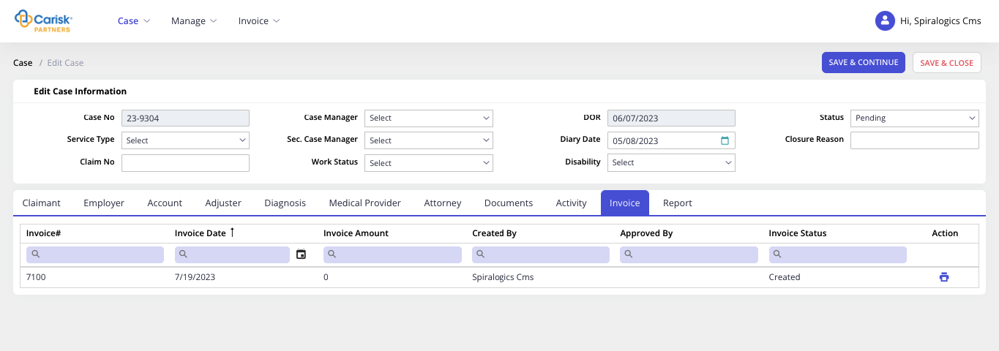 Carisk PARTNERS Case Manage Invoice Hi, Spiralogics Cms
Case / Edit Case SAVE & CONTINUE SAVE & CLOSE
Edit Case Information
Case No 23-9304 Case Manager Select DOR 06/07/2023 Status Pending
Service Type Select Sec. Case Manager Select Diary Date 05/08/2023 Closure Reason
Claim No Work Status Select Disability Select
Claimant Employer Account Adjuster Diagnosis Medical Provider Attorney Documents Activity Invoice Report
Invoice# Invoice Date ↑ Invoice Amount Created By Approved By Invoice Status Action
7100 7/19/2023 0 Spiralogics Cms Created